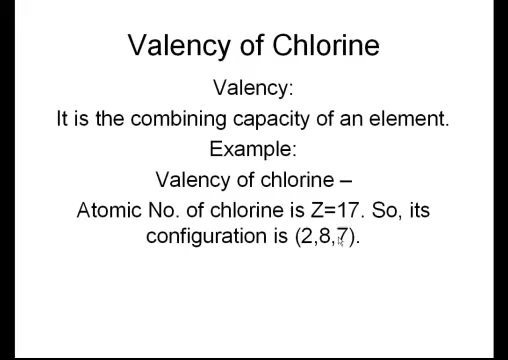 Valency of Chlorine
Valency:
It is the combining capacity of an element.
Example:
Valency of chlorine –
Atomic No. of chlorine is Z=17. So, its
configuration is (2,8,7).